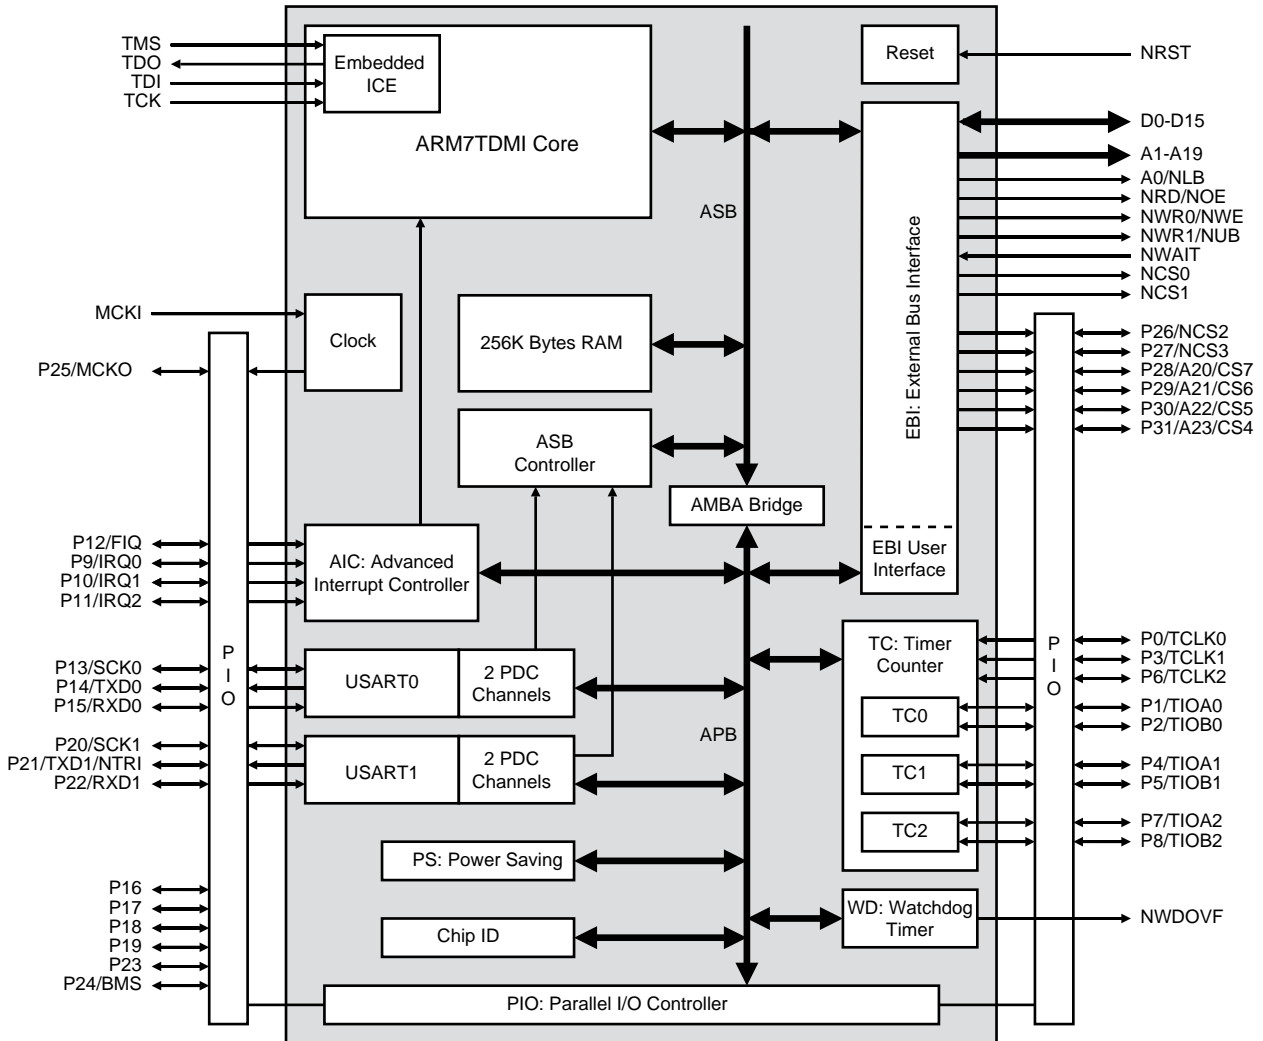 TMS
TDO
TDI
TCK
Embedded
ICE
ARM7TDMI Core
Reset
NRST
ASB
EBI: External Bus Interface
D0-D15
A1-A19
A0/NLB
NRD/NOE
NWR0/NWE
NWR1/NUB
NWAIT
NCS0
NCS1
MCKI
Clock
P25/MCKO
256K Bytes RAM
P26/NCS2
P27/NCS3
P28/A20/CS7
P29/A21/CS6
P30/A22/CS5
P31/A23/CS4
ASB
Controller
AMBA Bridge
P12/FIQ
P9/IRQ0
P10/IRQ1
P11/IRQ2
AIC: Advanced
Interrupt Controller
EBI User
Interface
P
I
O
P13/SCK0
P14/TXD0
P15/RXD0
USART0
2 PDC
Channels
P20/SCK1
P21/TXD1/NTRI
P22/RXD1
USART1
2 PDC
Channels
APB
TC: Timer
Counter
TC0
TC1
TC2
P
I
O
P0/TCLK0
P3/TCLK1
P6/TCLK2
P1/TIOA0
P2/TIOB0
P4/TIOA1
P5/TIOB1
P7/TIOA2
P8/TIOB2
PS: Power Saving
P16
P17
P18
P19
P23
P24/BMS
Chip ID
WD: Watchdog
Timer
NWDOVF
PIO: Parallel I/O Controller